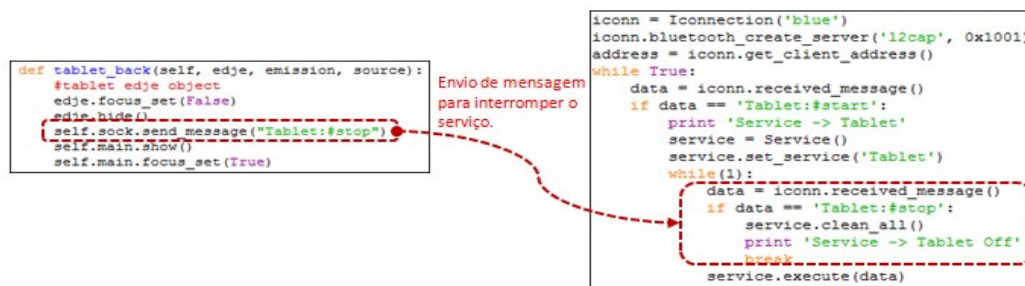 def tablet_back(self, edje, emission, source):
#tablet edje object
edje.focus_set(False)
edje.hide()
self.sock.send_message("Tablet:#stop")
self.main.show()
self.main.focus_set(True)
Envio de mensagem
para interromper o
serviço.
iconn = Iconnection('blue')
iconn.bluetooth_create_server('l2cap', 0x1001)
address = iconn.get_client_address()
while True:
data = iconn.received_message()
if data == 'Tablet:#start':
print 'Service -> Tablet'
service = Service()
service.set_service('Tablet')
while(1):
data = iconn.received_message()
if data == 'Tablet:#stop':
service.clean_all()
print 'Service -> Tablet Off'
break
service.execute(data)